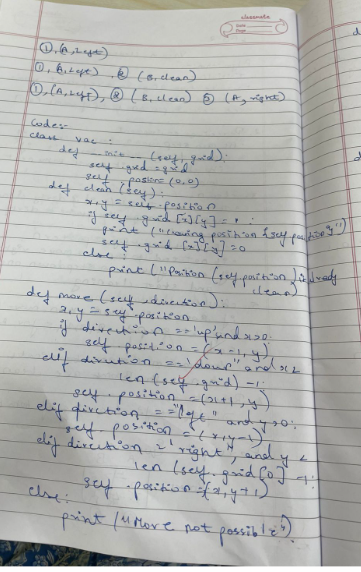 classmate
Date
Page
①, (A, Left)
①, (A, Left), ② (B, clean)
①, (A, Left), ② (B, clean) ③ (A, right)
Code:-
class vac :
def __init__ (self, grid):
self.grid = grid
self.position = (0,0)
def clean (self):
x, y = self.position
if self.grid [x][y] = 1 :
print ("cleaning position {self.position}")
self.grid [x][y] = 0
else :
print ("Position {self.position} already
clean)
def move (self, direction):
x, y = self.position
if direction == 'up' and x>0:
self.position = (x-1, y)
elif direction == 'down" and x<
len (self.grid) -1:
self.position = (x+1, y)
elif direction == "left" and y>0:
self.position = (x, y-1)
elif direction = 'right" and y <
len (self.grid[0] -1:
self.position = (x, y+1)
else:
print ("Move not possible")